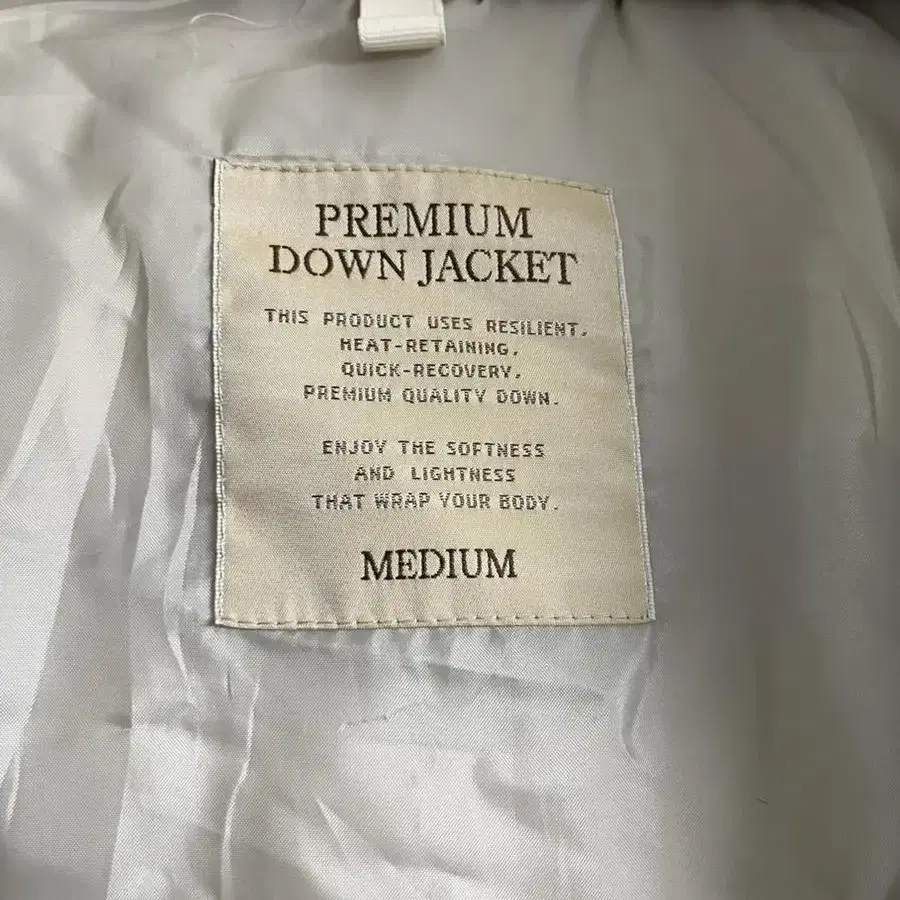 PREMIUM
DOWN JACKET
THIS PRODUCT USES RESILIENT,
HEAT-RETAINING,
QUICK-RECOVERY,
PREMIUM QUALITY DOWN.
ENJOY THE SOFTNESS
AND LIGHTNESS
THAT WRAP YOUR BODY.
MEDIUM